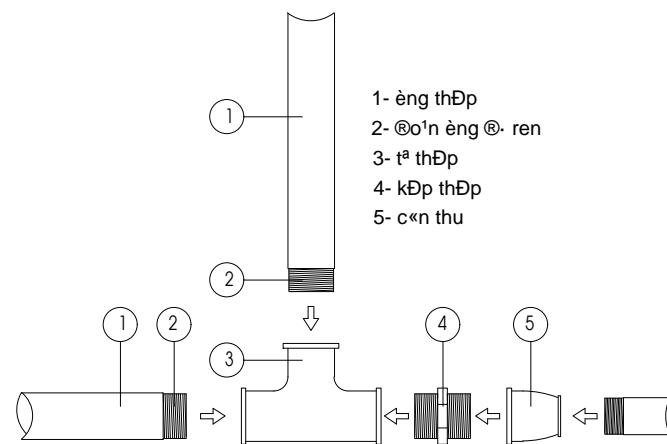 1
1- èng thÐp
2- ®o¹n èng ®· ren
3- tª thÐp
4- kÐp thÐp
5- c«n thu
2
1 2 3 4 5